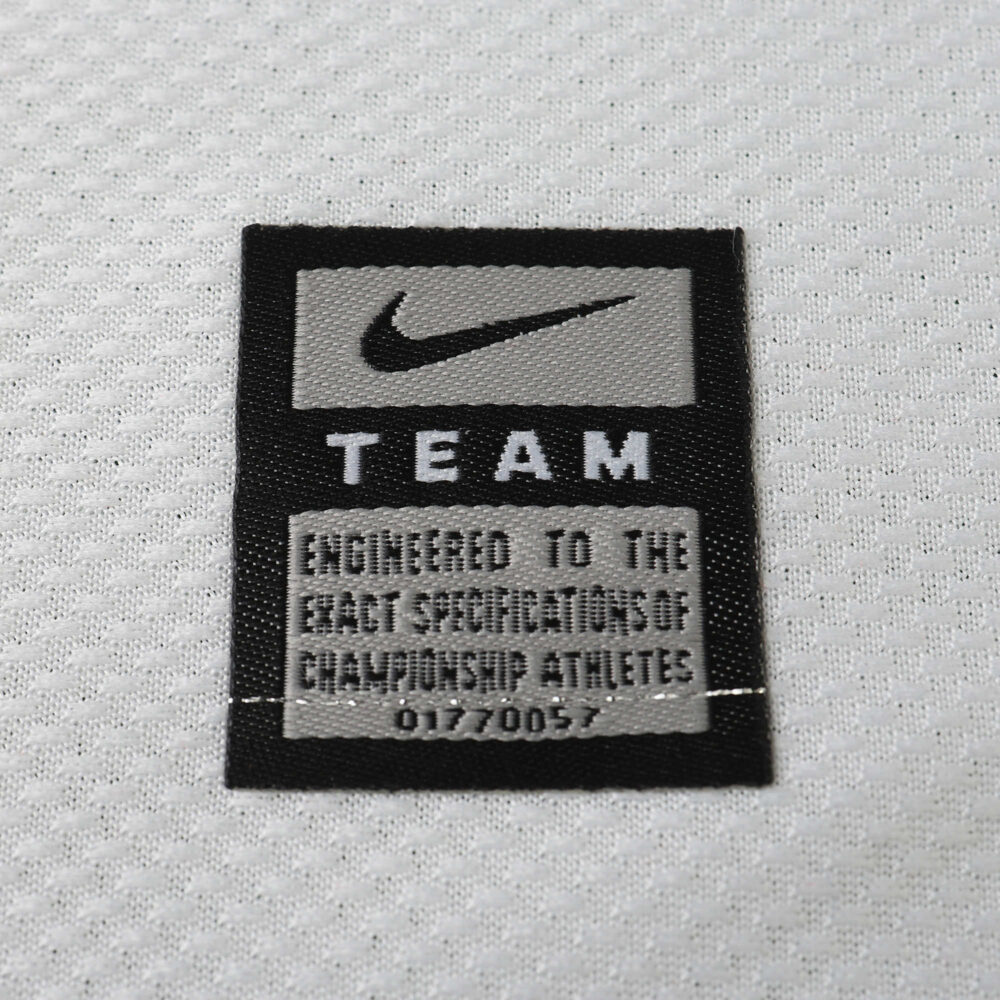 TEAM
ENGINEERED TO THE
EXACT SPECIFICATIONS OF
CHAMPIONSHIP ATHLETES
01770057